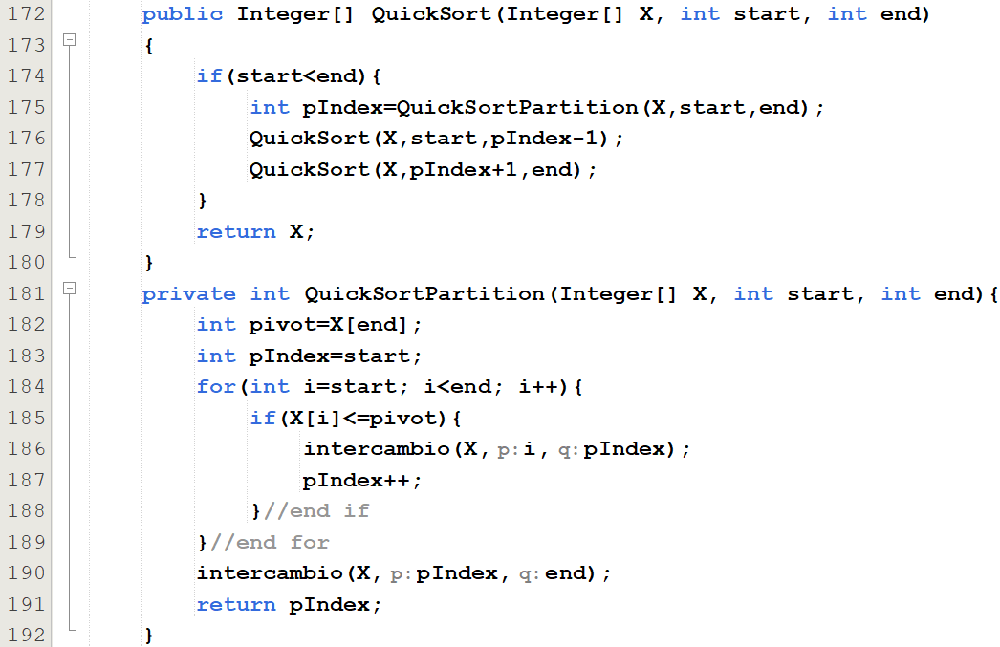 172 public Integer[] QuickSort(Integer[] X, int start, int end)
173 {
174 if(start<end){
175 int pIndex=QuickSortPartition(X,start,end);
176 QuickSort(X,start,pIndex-1);
177 QuickSort(X,pIndex+1,end);
178 }
179 return X;
180 }
181 private int QuickSortPartition(Integer[] X, int start, int end){
182 int pivot=X[end];
183 int pIndex=start;
184 for(int i=start; i<end; i++){
185 if(X[i]<=pivot){
186 intercambio(X, p:i, q:pIndex);
187 pIndex++;
188 }//end if
189 }//end for
190 intercambio(X, p:pIndex, q:end);
191 return pIndex;
192 }